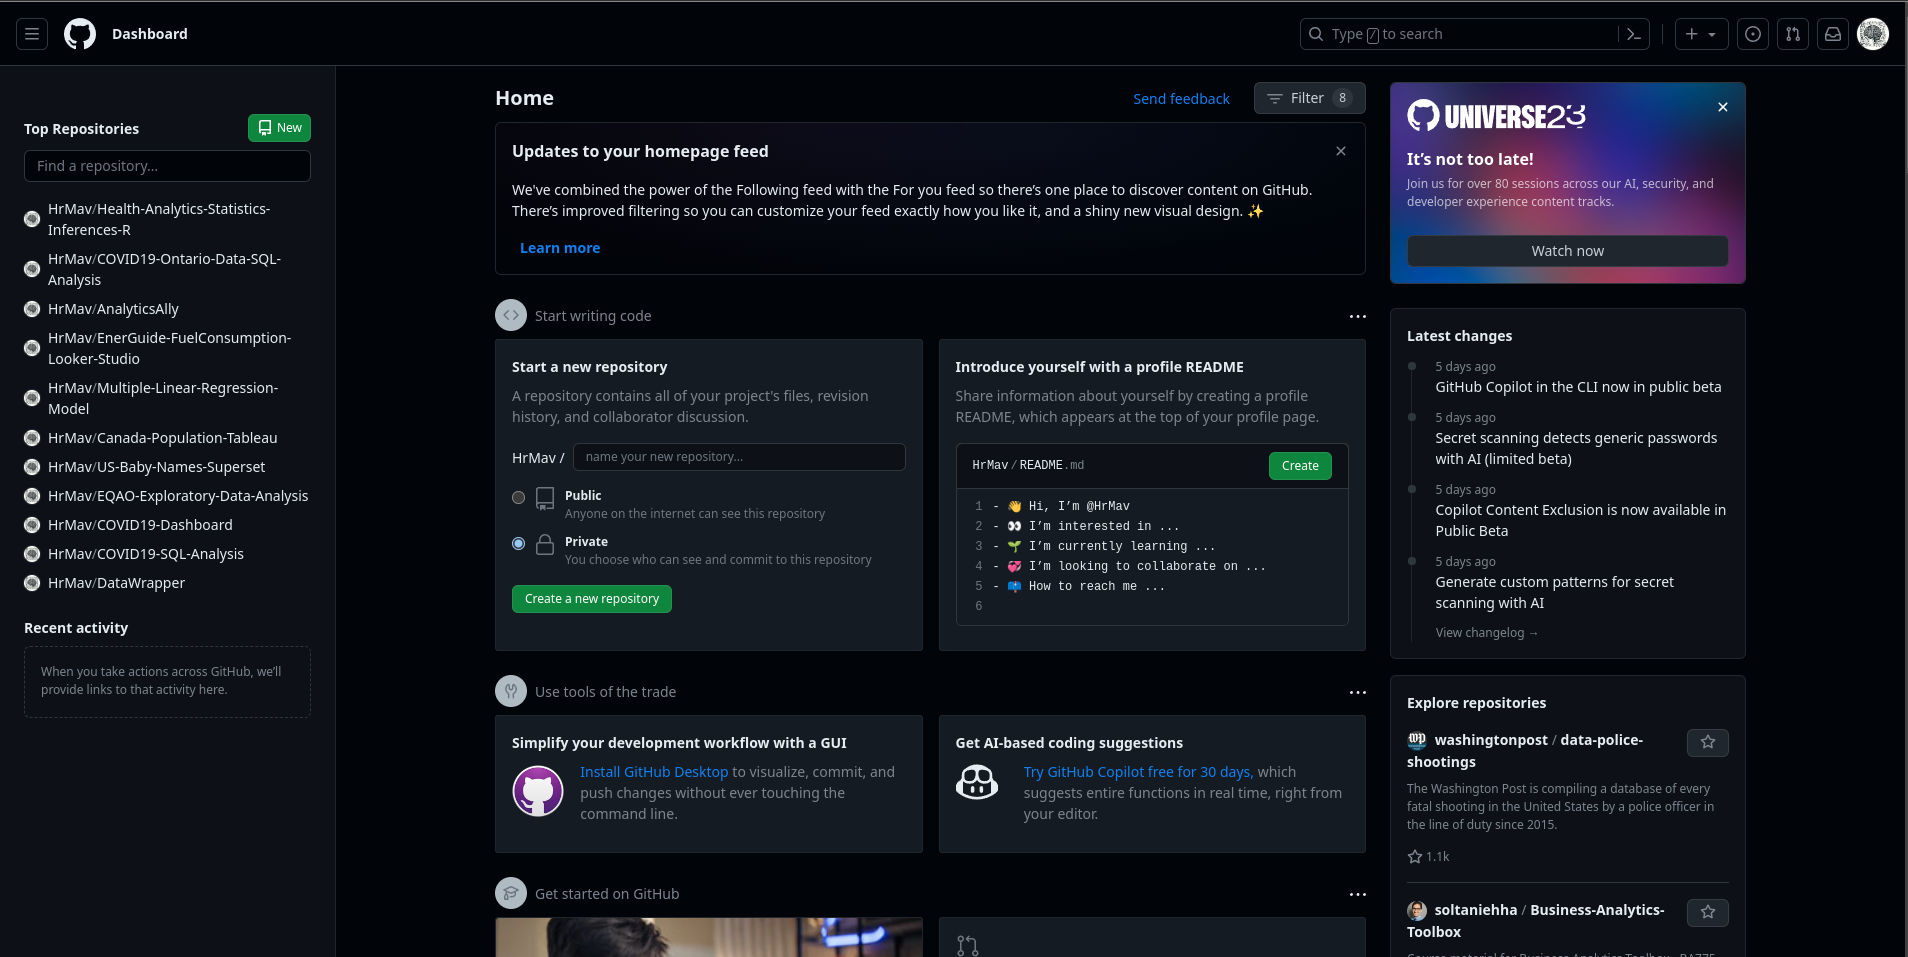 Dashboard
Type / to search
Top Repositories
New
Find a repository...
HrMav/Health-Analytics-Statistics-
Inferences-R
HrMav/COVID19-Ontario-Data-SQL-
Analysis
HrMav/AnalyticsAlly
HrMav/EnerGuide-FuelConsumption-
Looker-Studio
HrMav/Multiple-Linear-Regression-
Model
HrMav/Canada-Population-Tableau
HrMav/US-Baby-Names-Superset
HrMav/EQAO-Exploratory-Data-Analysis
HrMav/COVID19-Dashboard
HrMav/COVID19-SQL-Analysis
HrMav/DataWrapper
Recent activity
When you take actions across GitHub, we'll
provide links to that activity here.
Home
Send feedback
Filter 8
Updates to your homepage feed
We've combined the power of the Following feed with the For you feed so there's one place to discover content on GitHub.
There's improved filtering so you can customize your feed exactly how you like it, and a shiny new visual design. ✨
Learn more
Start writing code
Start a new repository
A repository contains all of your project's files, revision
history, and collaborator discussion.
HrMav / name your new repository...
Public
Anyone on the internet can see this repository
Private
You choose who can see and commit to this repository
Create a new repository
Introduce yourself with a profile README
Share information about yourself by creating a profile
README, which appears at the top of your profile page.
HrMav/README.md
Create
1 - 👋 Hi, I'm @HrMav
2 - 👀 I'm interested in ...
3 - 🌱 I'm currently learning ...
4 - 💞️ I'm looking to collaborate on ...
5 - 📫 How to reach me ...
6
Use tools of the trade
Simplify your development workflow with a GUI
Install GitHub Desktop to visualize, commit, and
push changes without ever touching the
command line.
Get AI-based coding suggestions
Try GitHub Copilot free for 30 days, which
suggests entire functions in real time, right from
your editor.
Get started on GitHub
UNIVERSE23
It's not too late!
Join us for over 80 sessions across our AI, security, and
developer experience content tracks.
Watch now
Latest changes
5 days ago
GitHub Copilot in the CLI now in public beta
5 days ago
Secret scanning detects generic passwords
with AI (limited beta)
5 days ago
Copilot Content Exclusion is now available in
Public Beta
5 days ago
Generate custom patterns for secret
scanning with AI
View changelog →
Explore repositories
washingtonpost / data-police-
shootings
The Washington Post is compiling a database of every
fatal shooting in the United States by a police officer in
the line of duty since 2015.
1.1k
soltaniehha / Business-Analytics-
Toolbox